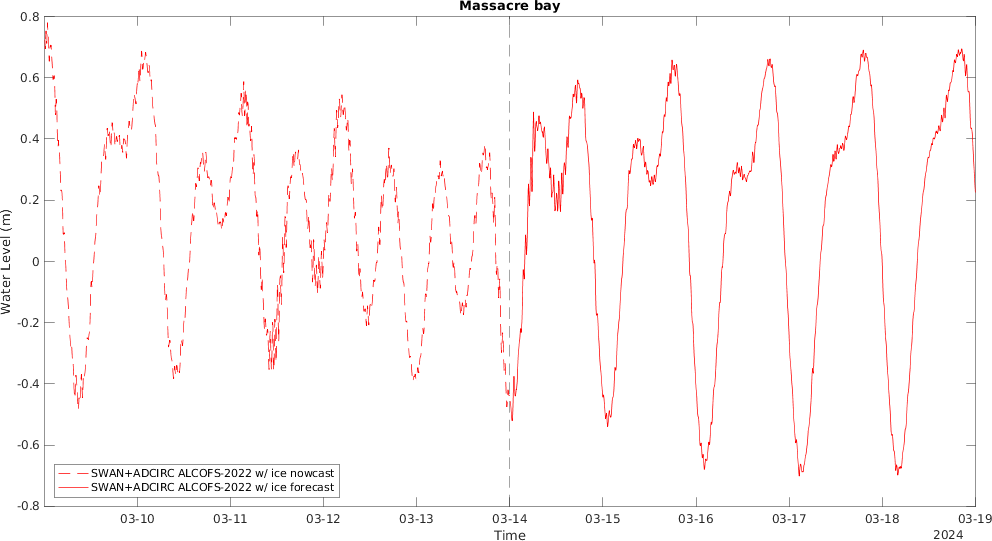 Massacre bay
Water Level (m)
0.8
0.6
0.4
0.2
0
-0.2
-0.4
-0.6
-0.8
SWAN+ADCIRC ALCOFS-2022 w/ ice nowcast
SWAN+ADCIRC ALCOFS-2022 w/ ice forecast
03-10 03-11 03-12 03-13 03-14 03-15 03-16 03-17 03-18 03-19
Time
2024